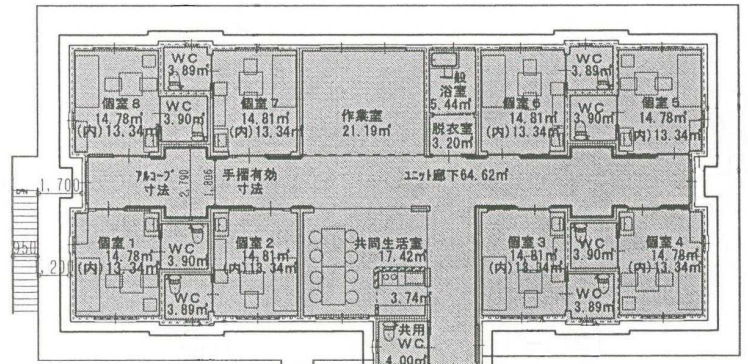 WC
3.89㎡
個室8
14.78㎡
(内)13.34㎡
WC
3.90㎡
個室7
14.81㎡
(内)13.34㎡
作業室
21.19㎡
一般
浴室
5.44㎡
脱衣室
3.20㎡
個室6
14.81㎡
(内)13.34㎡
WC
3.89㎡
WC
3.90㎡
個室5
14.78㎡
(内)13.34㎡
1,700
アルコーブ
寸法
2,790
1,806
手摺有効
寸法
ユニット廊下64.62㎡
950
1,200
個室1
14.78㎡
(内)13.34㎡
WC
3.90㎡
WC
3.89㎡
個室2
14.81㎡
(内)13.34㎡
共同生活室
17.42㎡
3.74㎡
共用
WC
4.00㎡
個室3
14.81㎡
(内)13.34㎡
WC
3.90㎡
WC
3.89㎡
個室4
14.78㎡
(内)13.34㎡